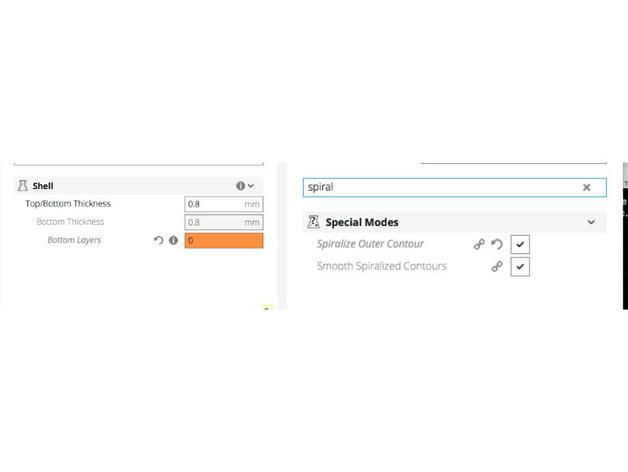 Shell
Top/Bottom Thickness 0.8 mm
Bottom Thickness 0.8 mm
Bottom Layers 0
spiral
Special Modes
Spiralize Outer Contour
Smooth Spiralized Contours